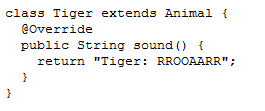 class Tiger extends Animal {
  @Override
  public String sound() {
    return "Tiger: RROOAARR";
  }
}